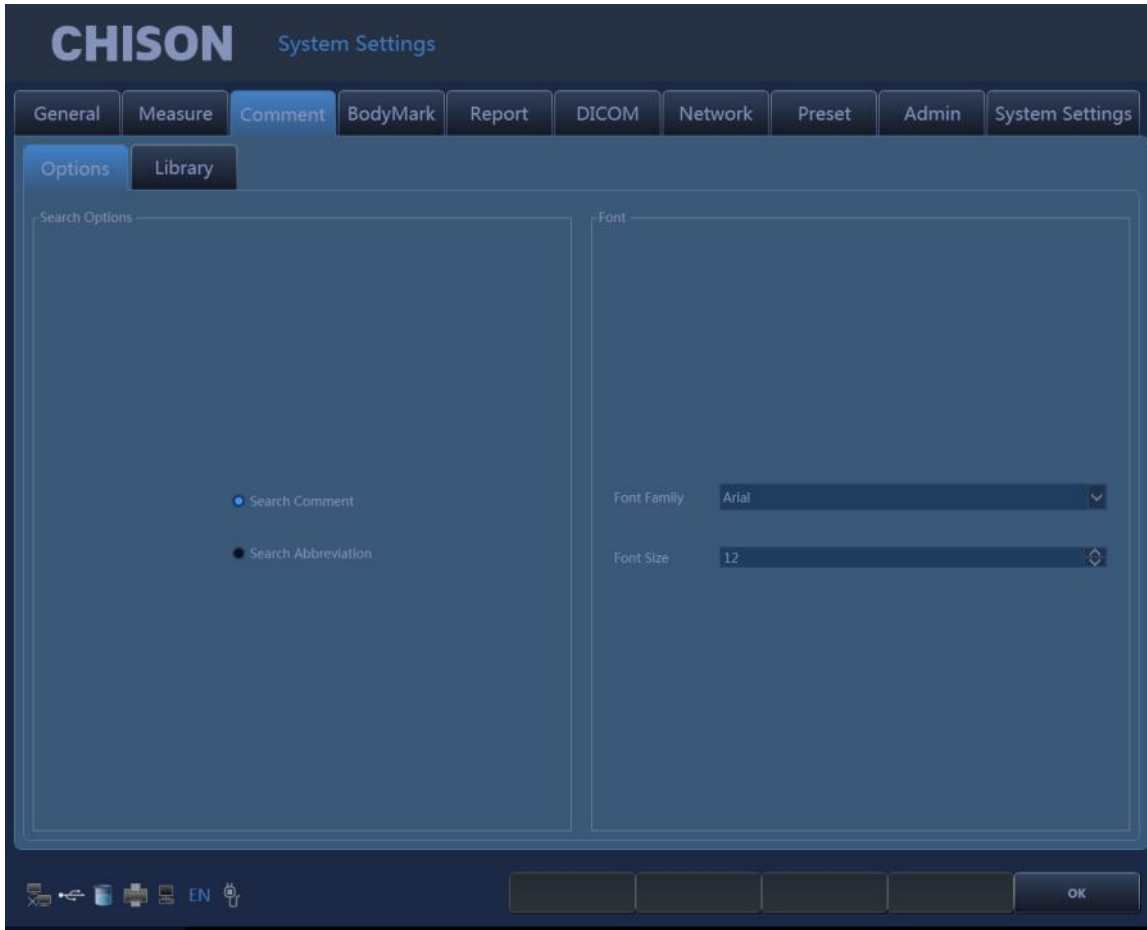 CHISON System Settings
General Measure Comment BodyMark Report DICOM Network Preset Admin System Settings
Options Library
Search Options
Font
Search Comment
Search Abbreviation
Font Family Arial
Font Size 12
EN
OK